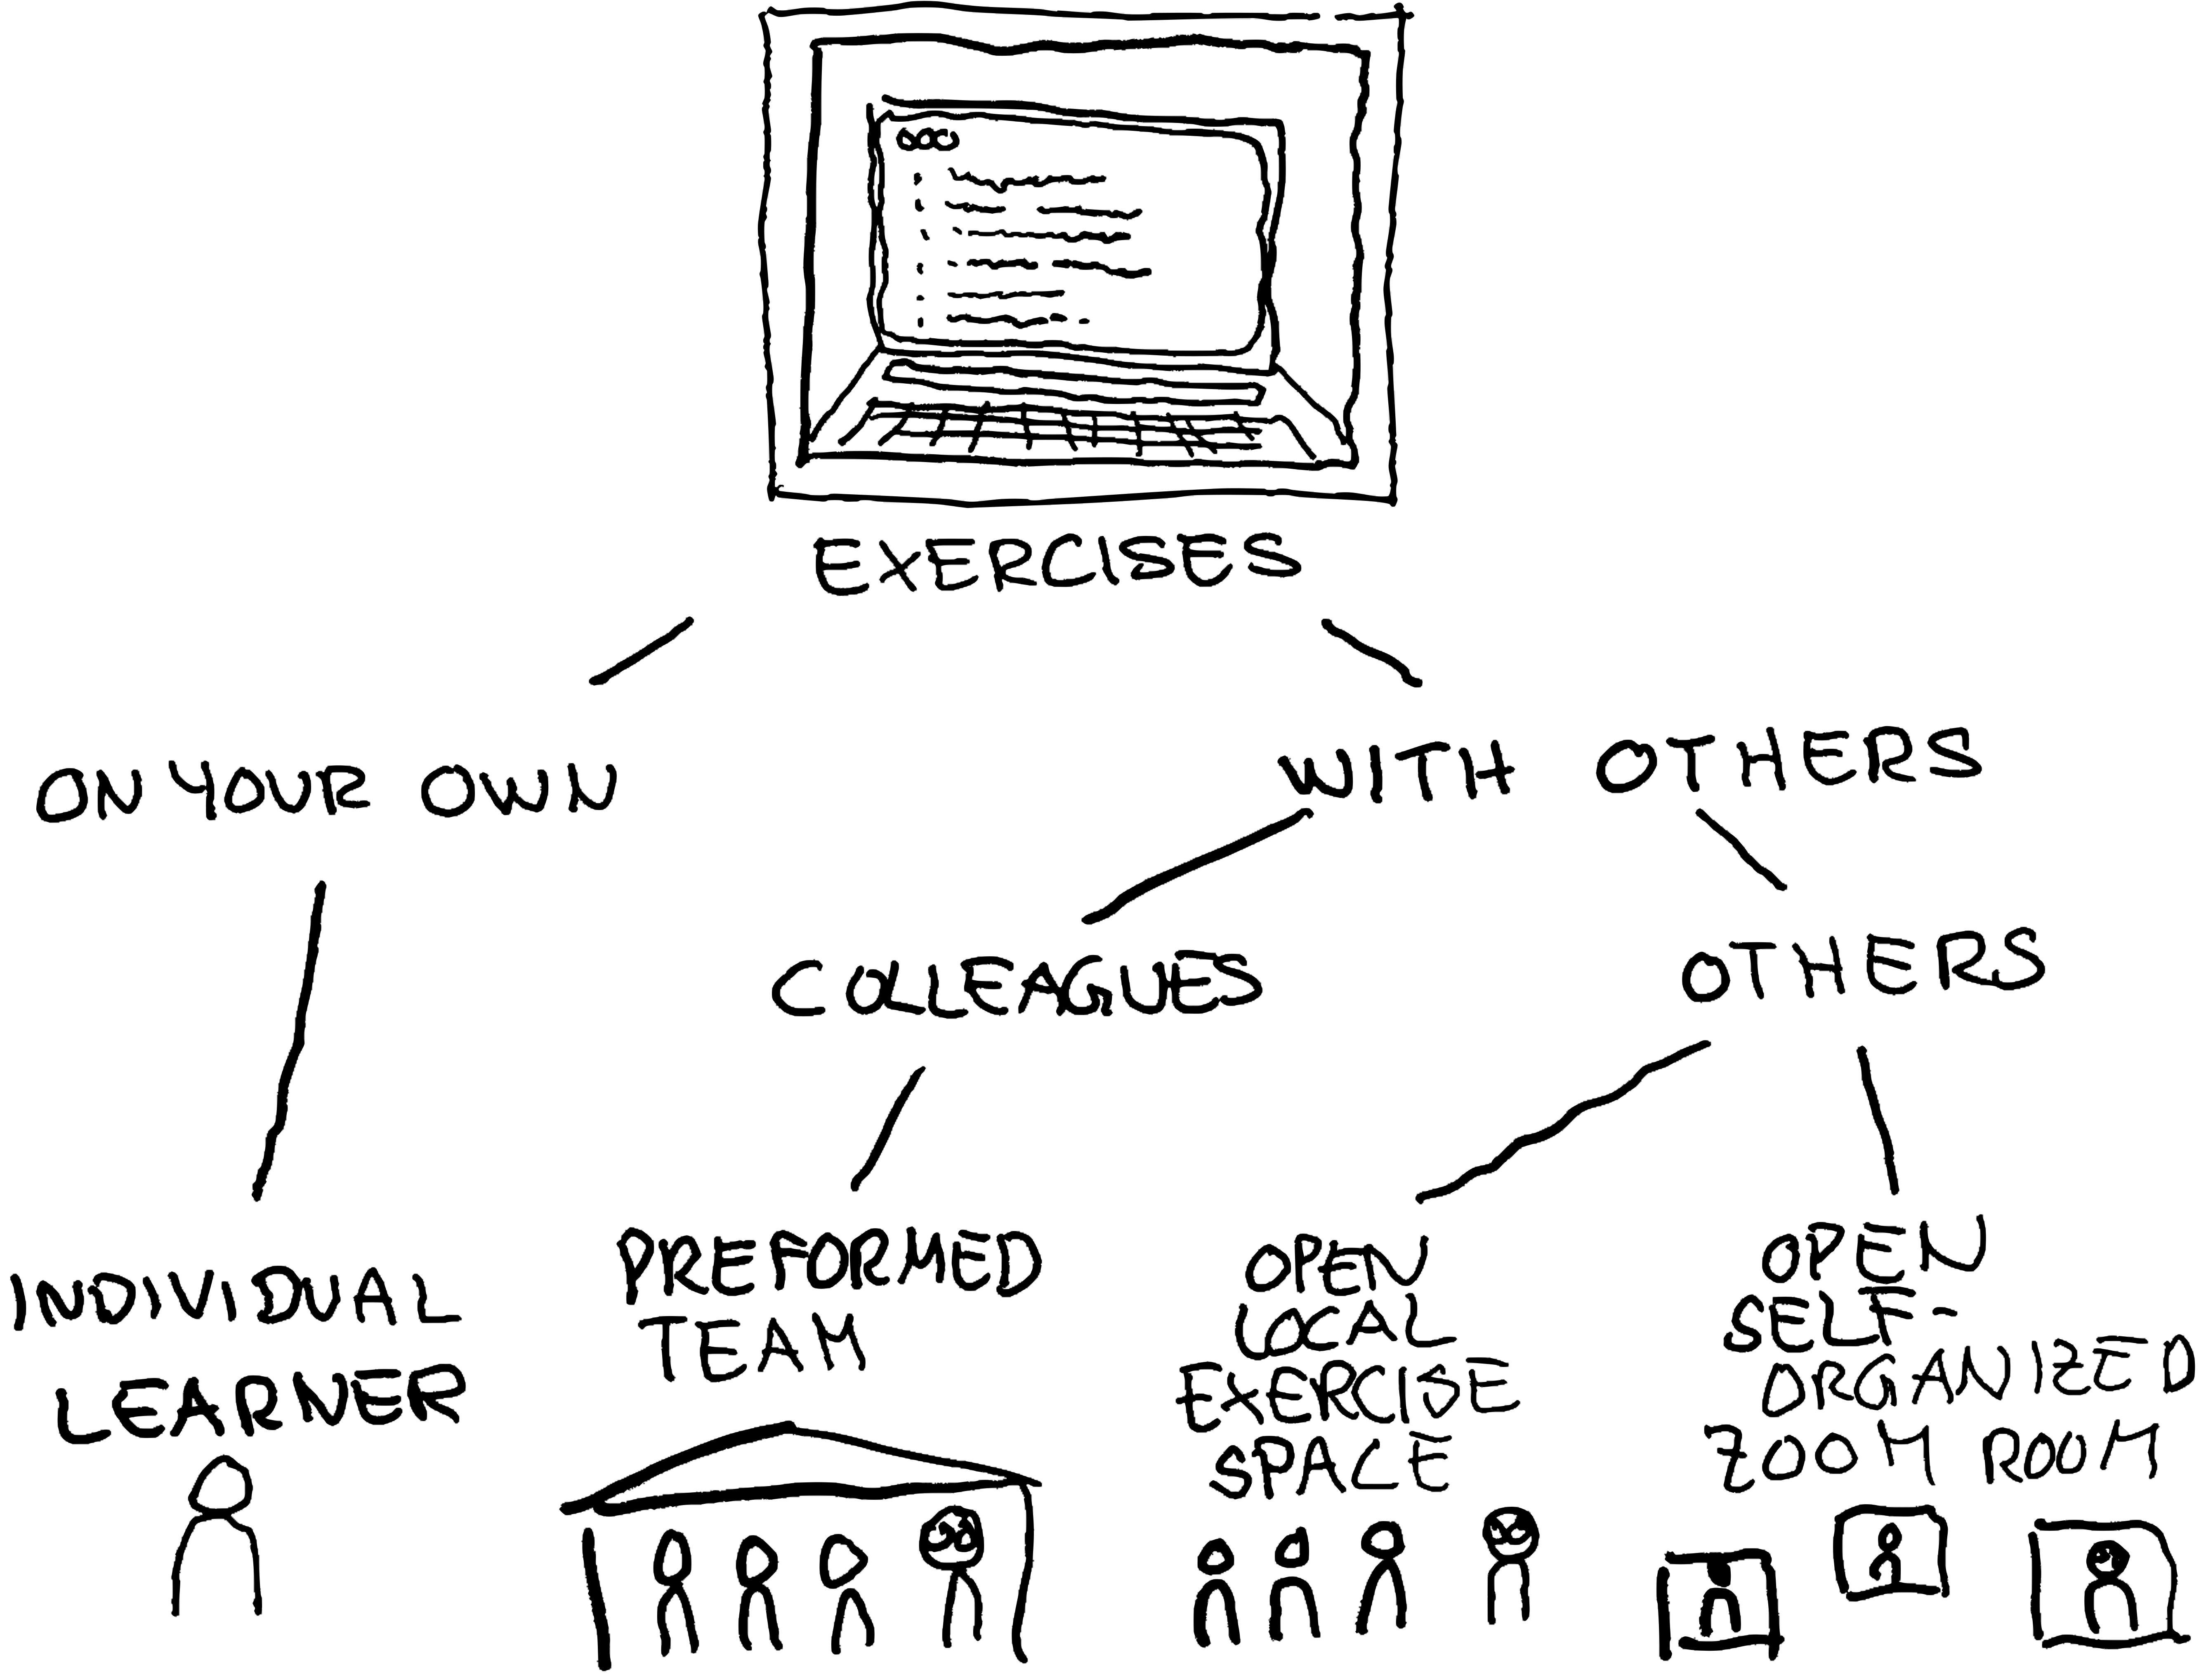 EXERCISES
ON YOUR OWN
WITH OTHERS
COLLEAGUES
OTHERS
INDIVIDUAL
LEARNER
PREFORMED
TEAM
OPEN
LOCAL
EXERCISE
SPACE
OPEN
SELF-
ORGANIZED
ZOOM ROOM